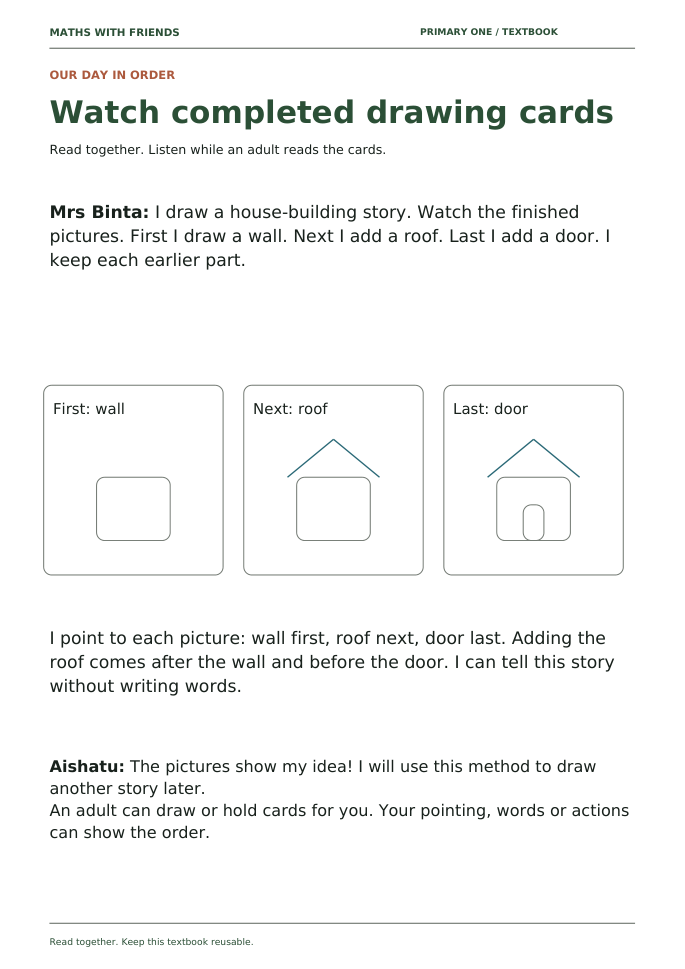 MATHS WITH FRIENDS
PRIMARY ONE / TEXTBOOK
OUR DAY IN ORDER
Watch completed drawing cards
Read together. Listen while an adult reads the cards.
Mrs Binta: I draw a house-building story. Watch the finished
pictures. First I draw a wall. Next I add a roof. Last I add a door. I
keep each earlier part.
First: wall
Next: roof
Last: door
I point to each picture: wall first, roof next, door last. Adding the
roof comes after the wall and before the door. I can tell this story
without writing words.
Aishatu: The pictures show my idea! I will use this method to draw
another story later.
An adult can draw or hold cards for you. Your pointing, words or actions
can show the order.
Read together. Keep this textbook reusable.